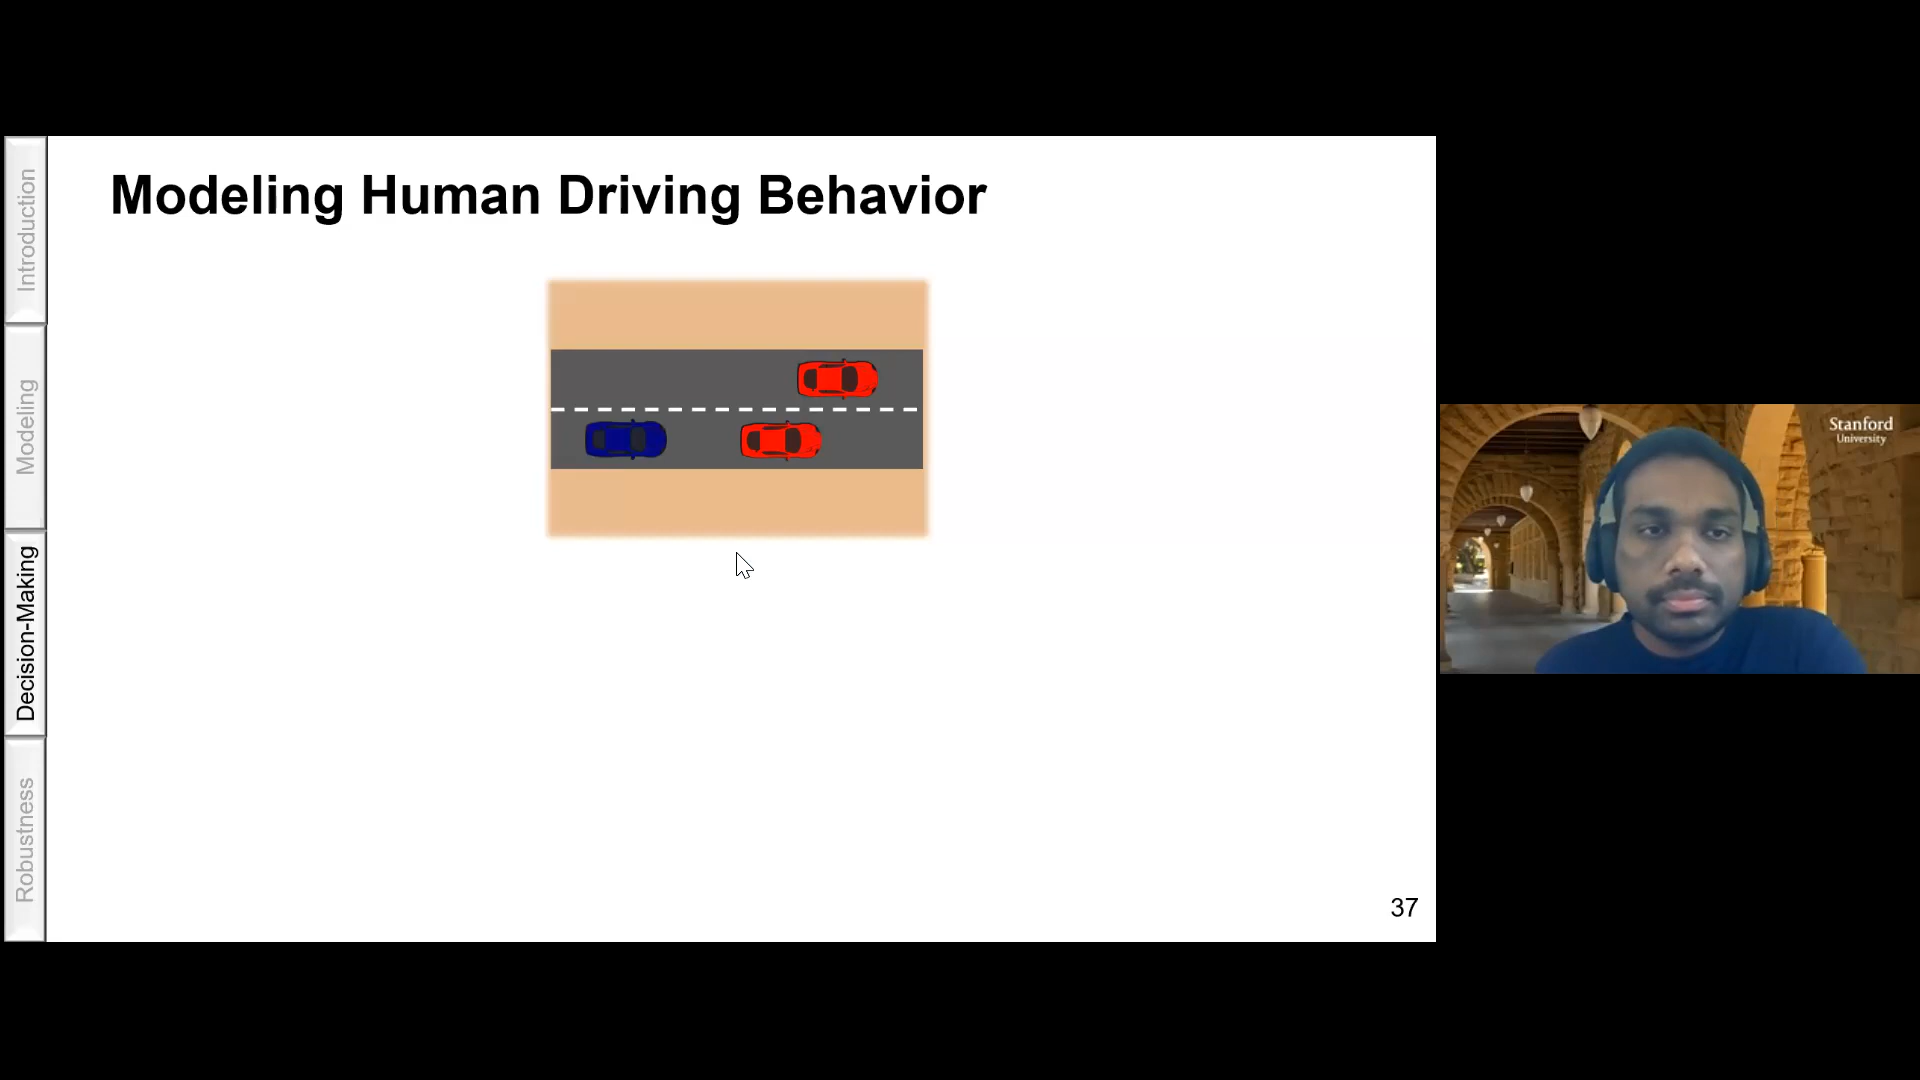 Introduction
Modeling
Decision-Making
Robustness
Modeling Human Driving Behavior
37
Stanford
University